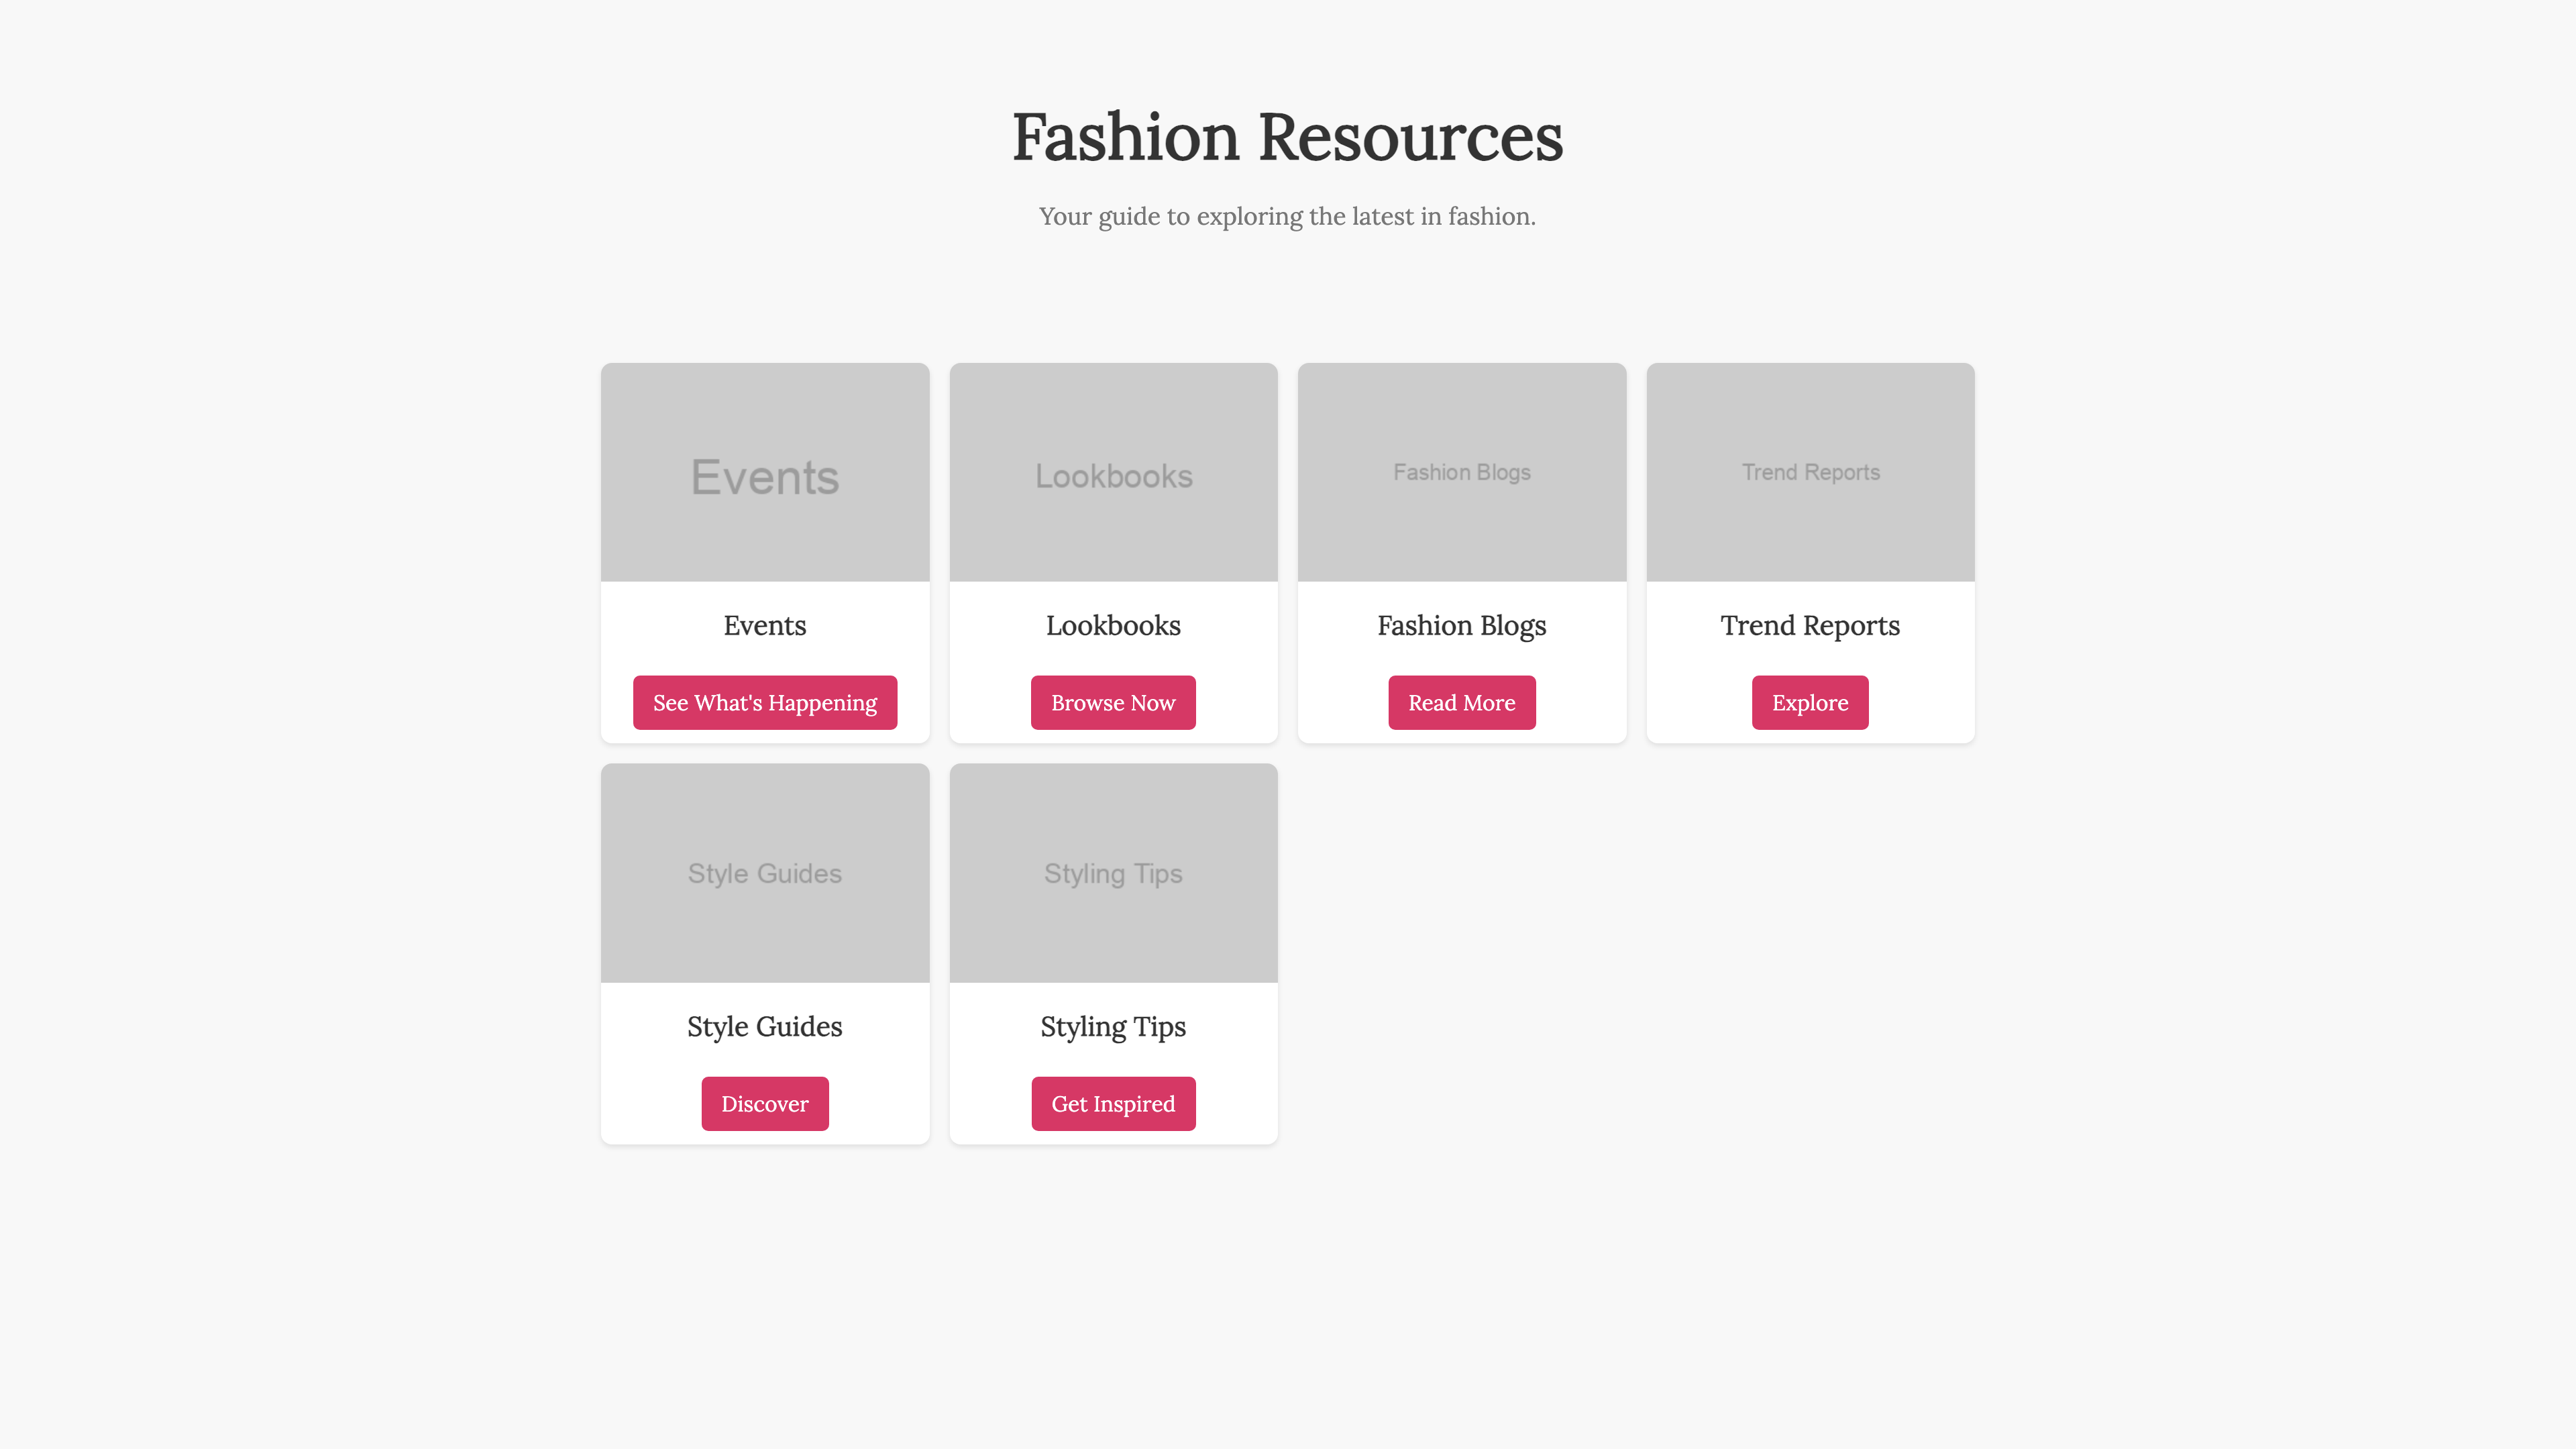 Fashion Resources
Your guide to exploring the latest in fashion.
Events
Events
See What's Happening
Lookbooks
Lookbooks
Browse Now
Fashion Blogs
Fashion Blogs
Read More
Trend Reports
Trend Reports
Explore
Style Guides
Style Guides
Discover
Styling Tips
Styling Tips
Get Inspired